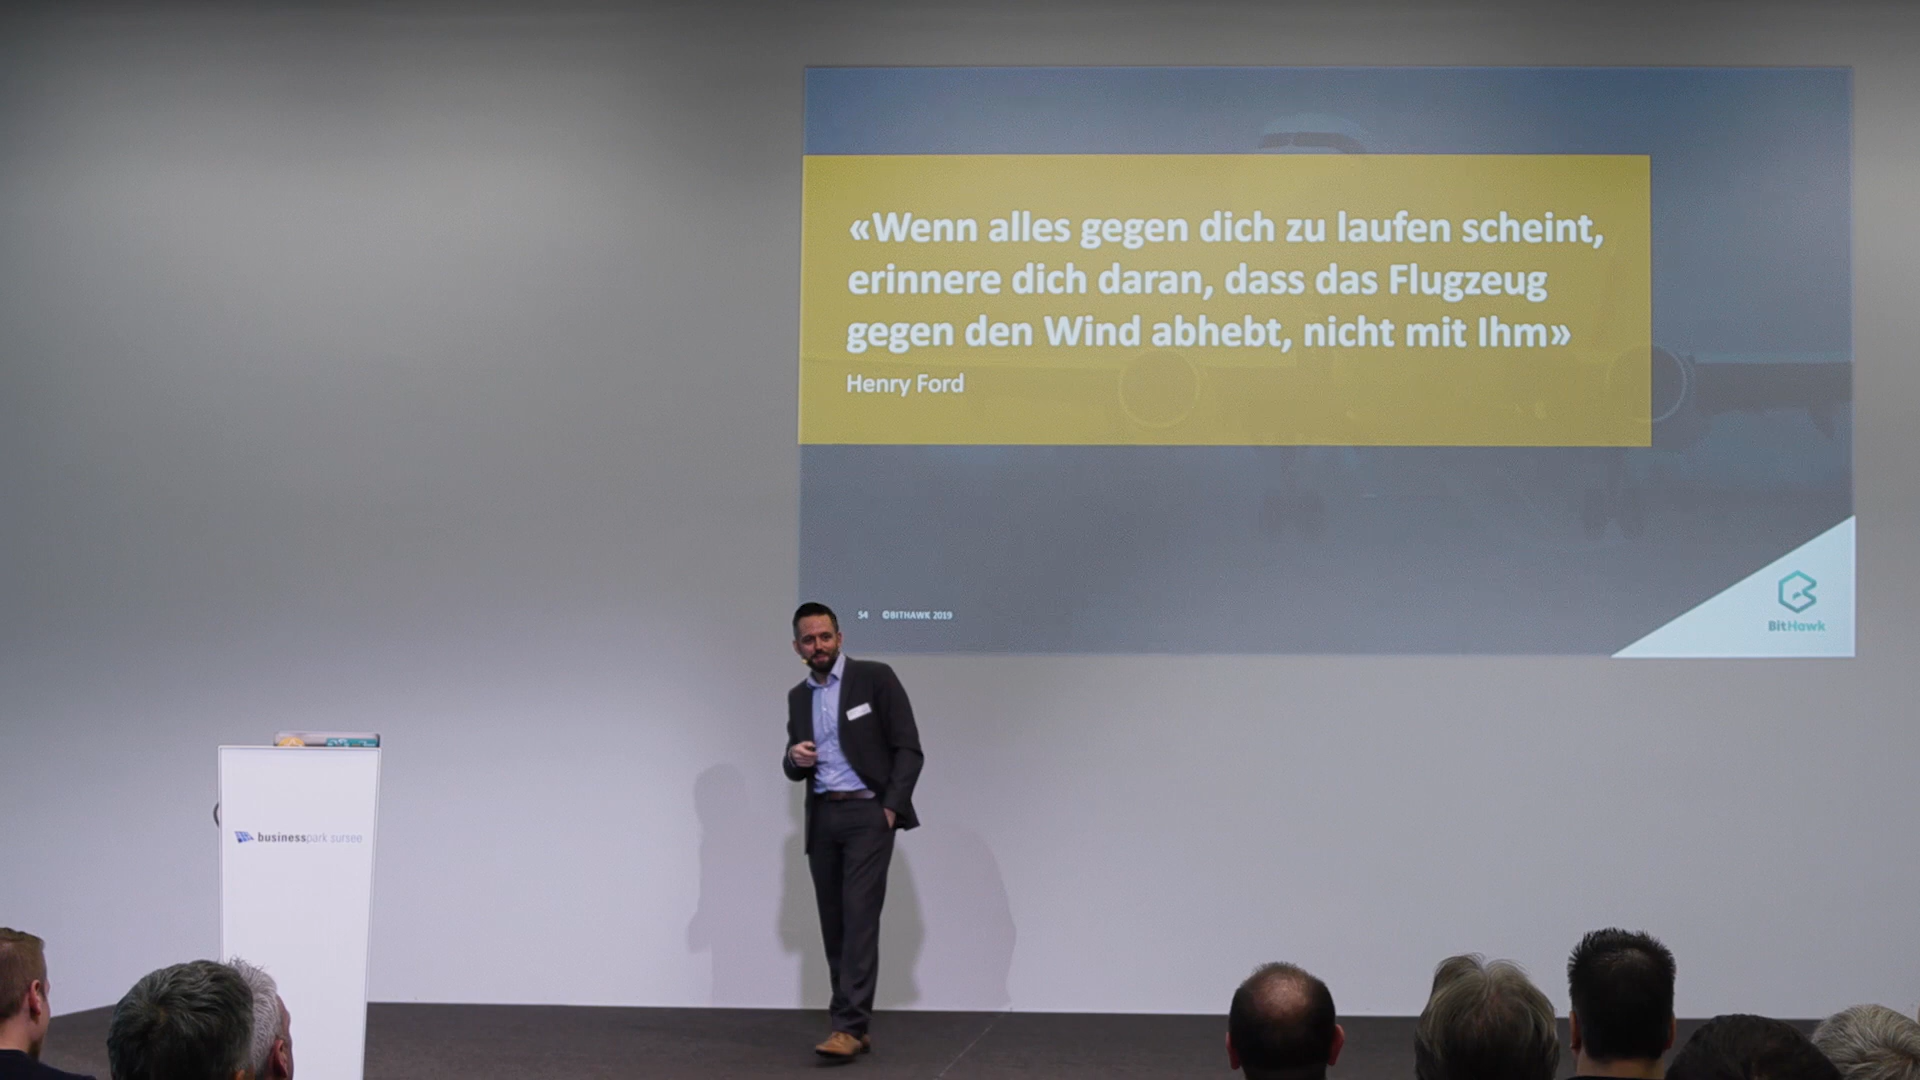 «Wenn alles gegen dich zu laufen scheint,
erinnere dich daran, dass das Flugzeug
gegen den Wind abhebt, nicht mit Ihm»
Henry Ford
54 ©BITHAWK 2019
BitHawk
businesspark sursee